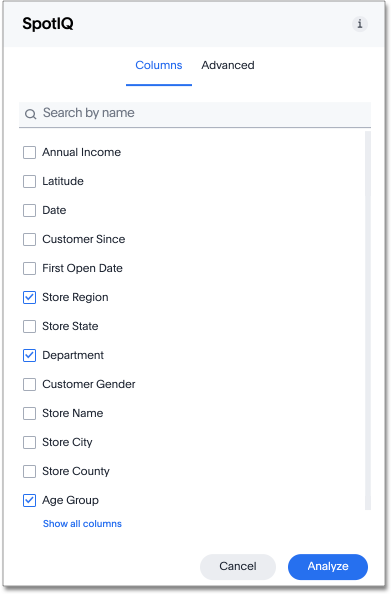 SpotIQ
i
Columns Advanced
Search by name
Annual Income
Latitude
Date
Customer Since
First Open Date
Store Region
Store State
Department
Customer Gender
Store Name
Store City
Store County
Age Group
Show all columns
Cancel Analyze